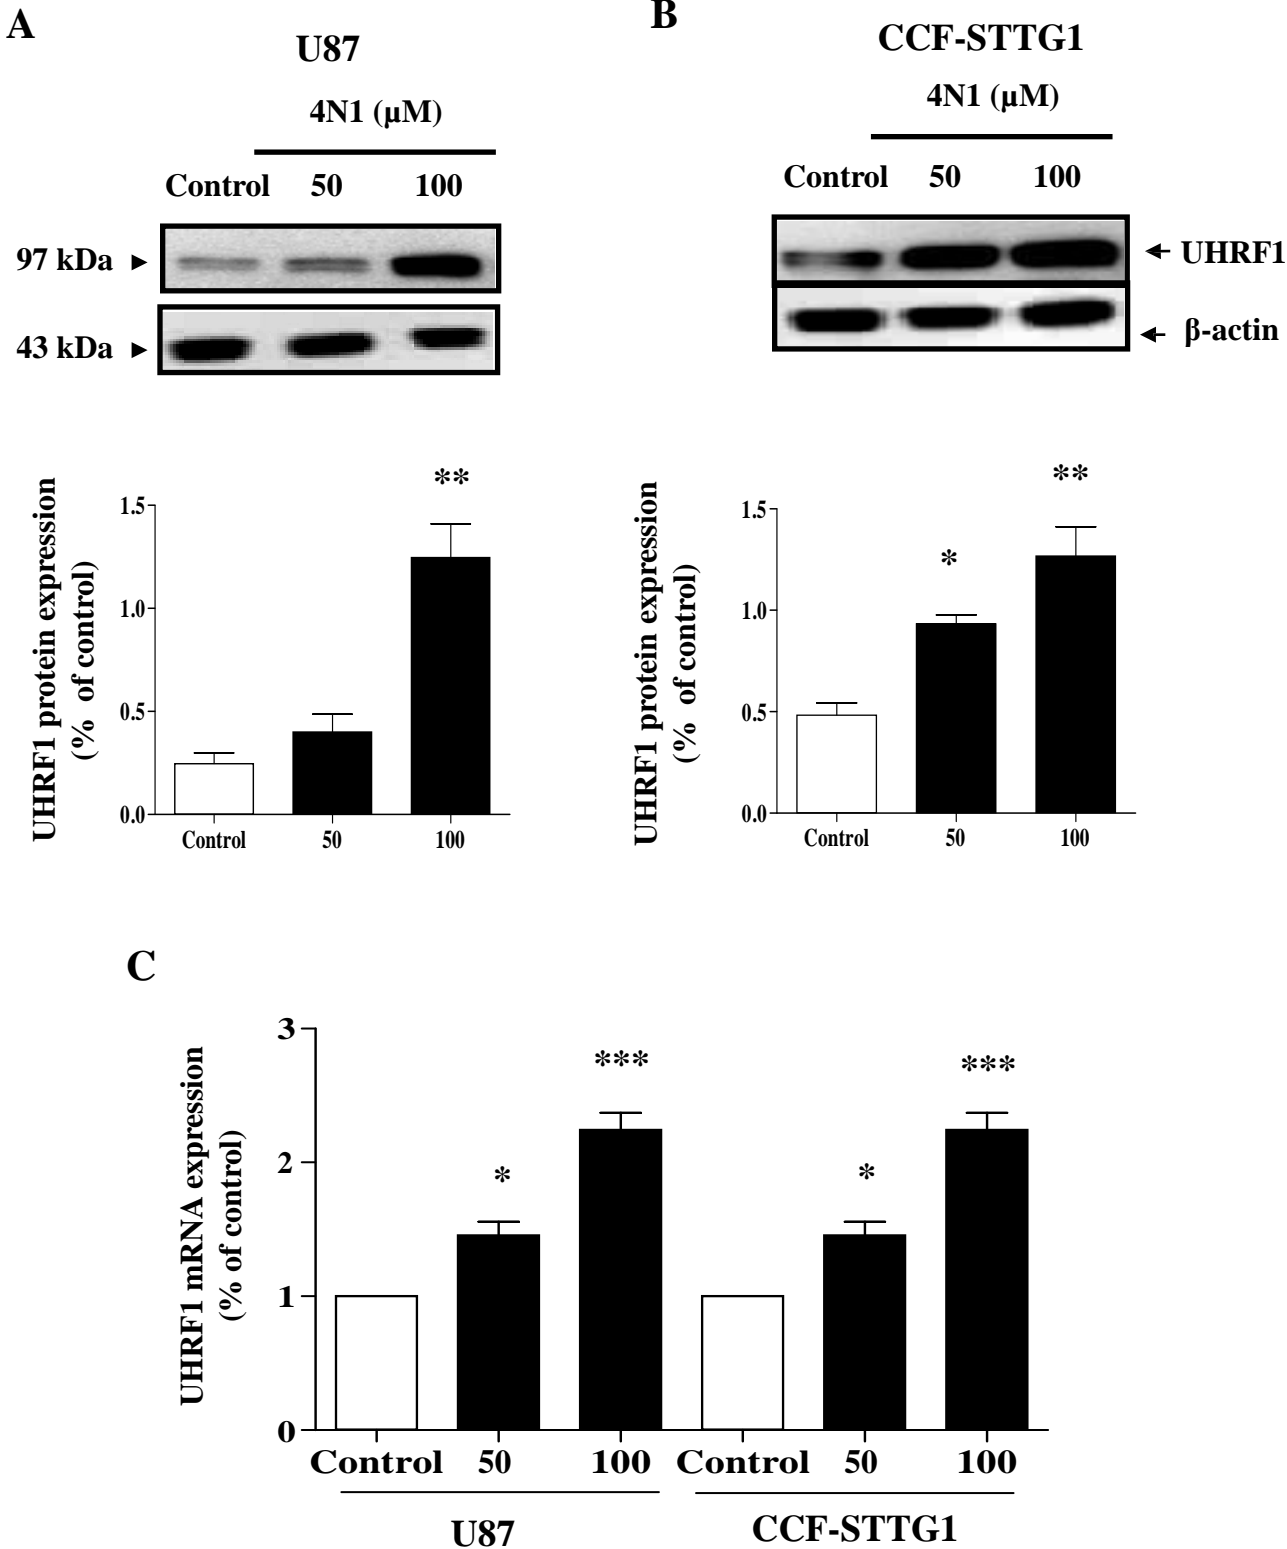 A
U87
4N1 (µM)
Control 50 100
97 kDa
43 kDa
UHRF1 protein expression
(% of control)
1.5
1.0
0.5
0.0
**
Control 50 100
B
CCF-STTG1
4N1 (µM)
Control 50 100
UHRF1
β-actin
UHRF1 protein expression
(% of control)
1.5
1.0
0.5
0.0
*
**
Control 50 100
C
UHRF1 mRNA expression
(% of control)
3
2
1
0
* *** * ***
Control 50 100 Control 50 100
U87 CCF-STTG1